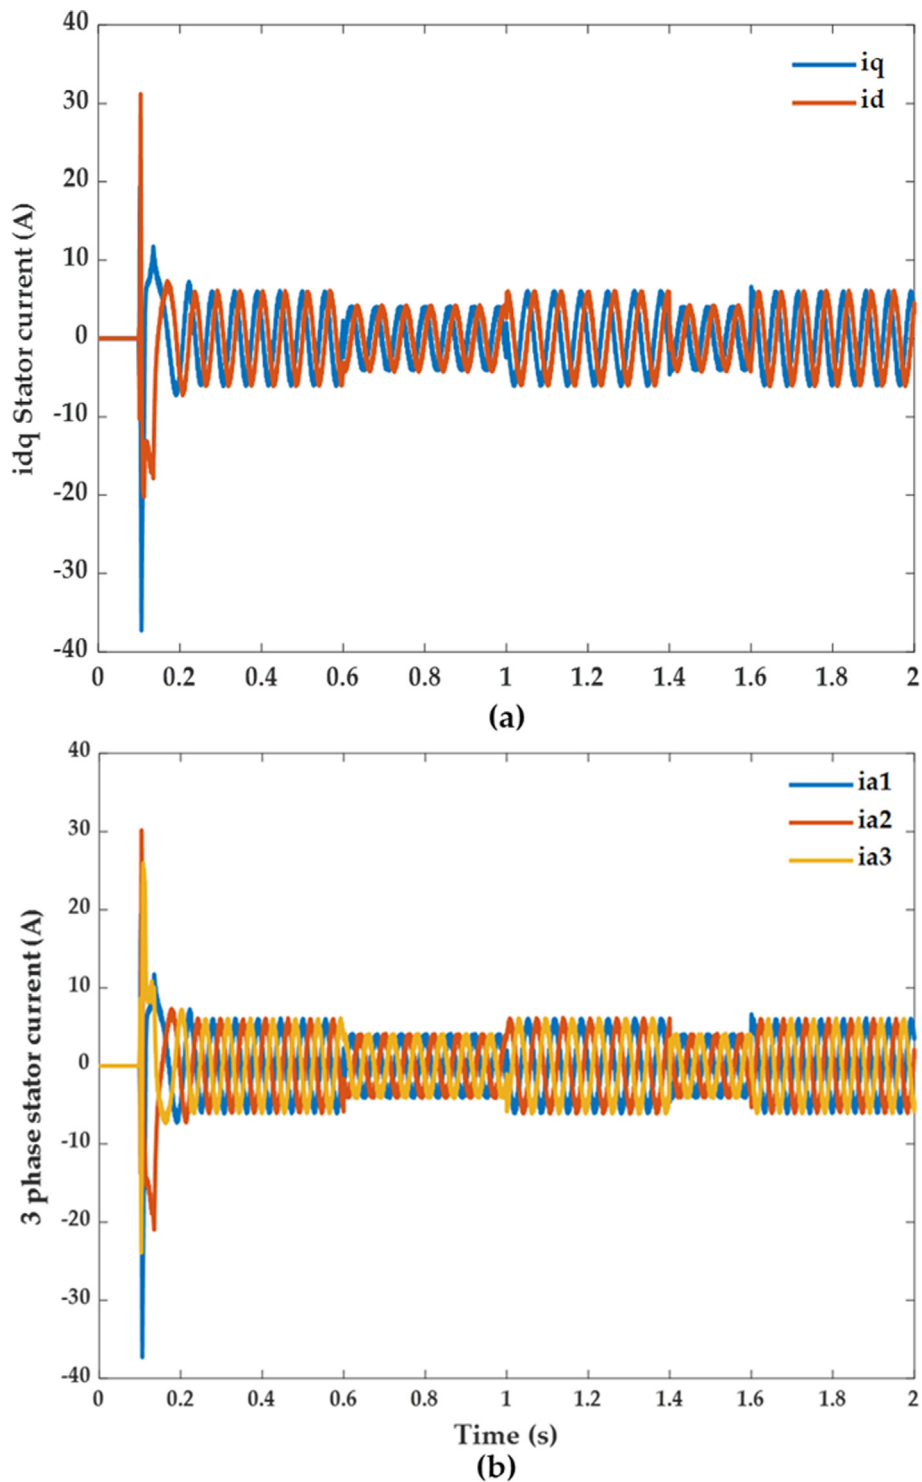 40
iq
30
id
20
10
0
-10
-20
-30
-40
idq Stator current (A)
0 0.2 0.4 0.6 0.8 1 1.2 1.4 1.6 1.8 2
(a)
40
ia1
30
ia2
ia3
20
10
0
-10
-20
-30
-40
3 phase stator current (A)
0 0.2 0.4 0.6 0.8 1 1.2 1.4 1.6 1.8 2
Time (s)
(b)